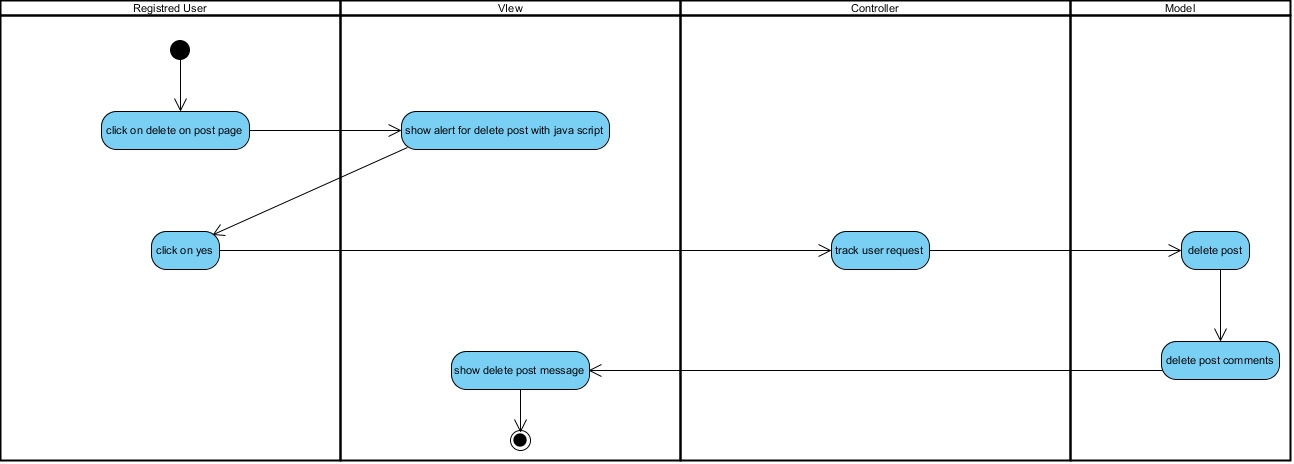 Registred User
VIew
Controller
Model
click on delete on post page
show alert for delete post with java script
click on yes
track user request
delete post
show delete post message
delete post comments